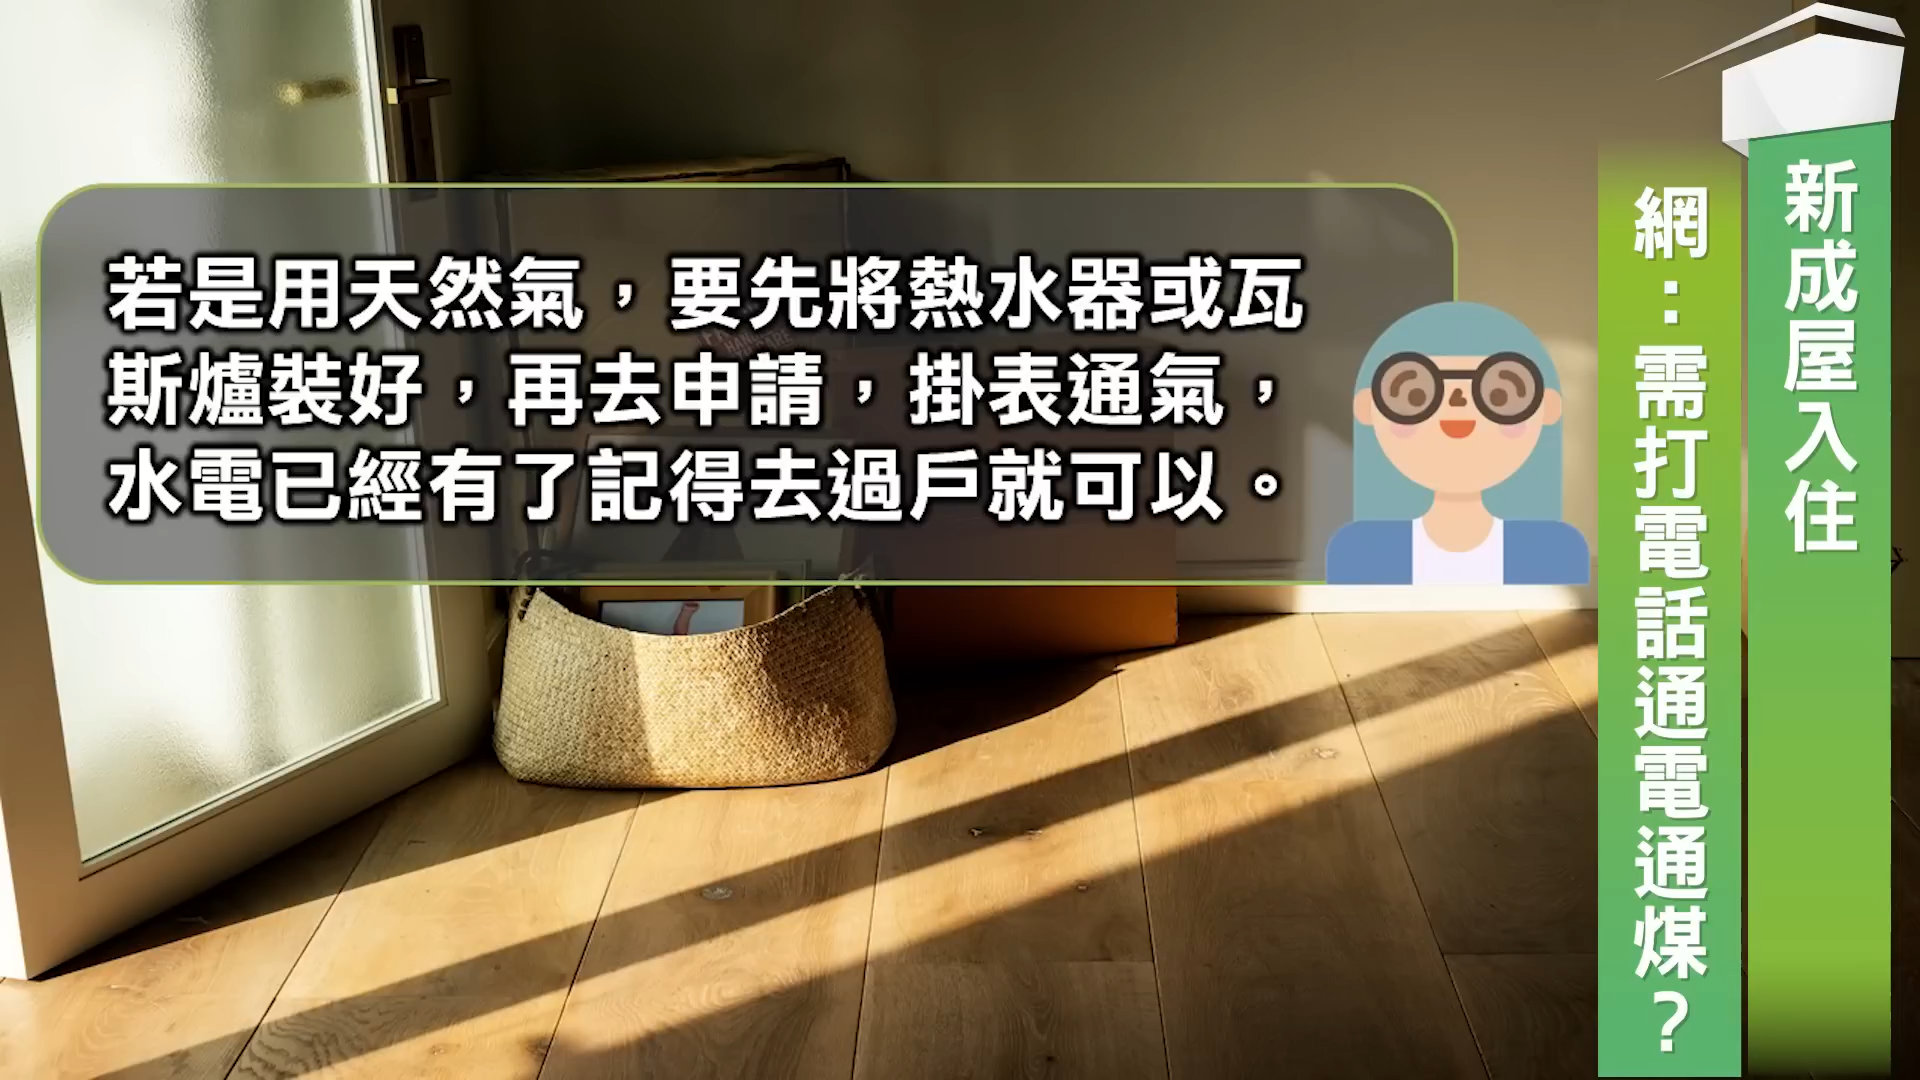 新成屋入住
網：需打電話通電通煤？
若是用天然氣，要先將熱水器或瓦
斯爐裝好，再去申請，掛表通氣，
水電已經有了記得去過戶就可以。